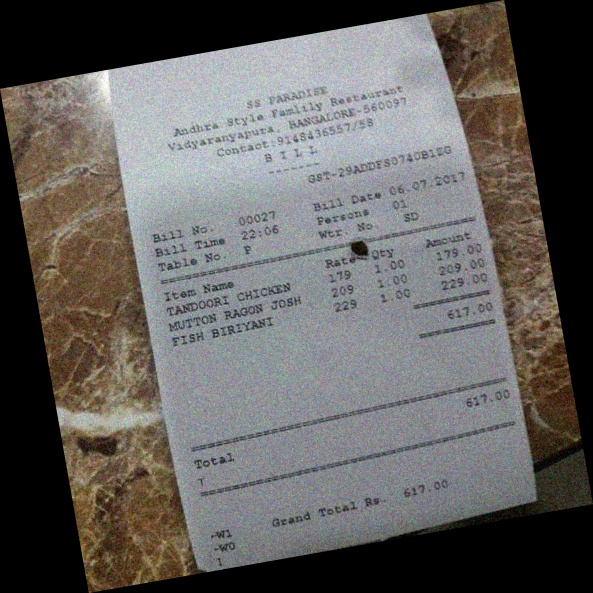 SS PARADISE
Andhra Style Famlily Restaurant
Vidyaranyapura, BANGALORE-560097
Contact:9148436557/58
B I L L
-------
GST-29ADDFS0740B1ZG
Bill No. 00027 Bill Date 06.07.2017
Bill Time 22:06 Persons 01
Table No. P Wtr. No. SD
Item Name Rate Qty Amount
TANDOORI CHICKEN 179 1.00 179.00
MUTTON RAGON JOSH 209 1.00 209.00
FISH BIRIYANI 229 1.00 229.00
617.00
Total 617.00
T
Grand Total Rs. 617.00
-W1
-W0
1